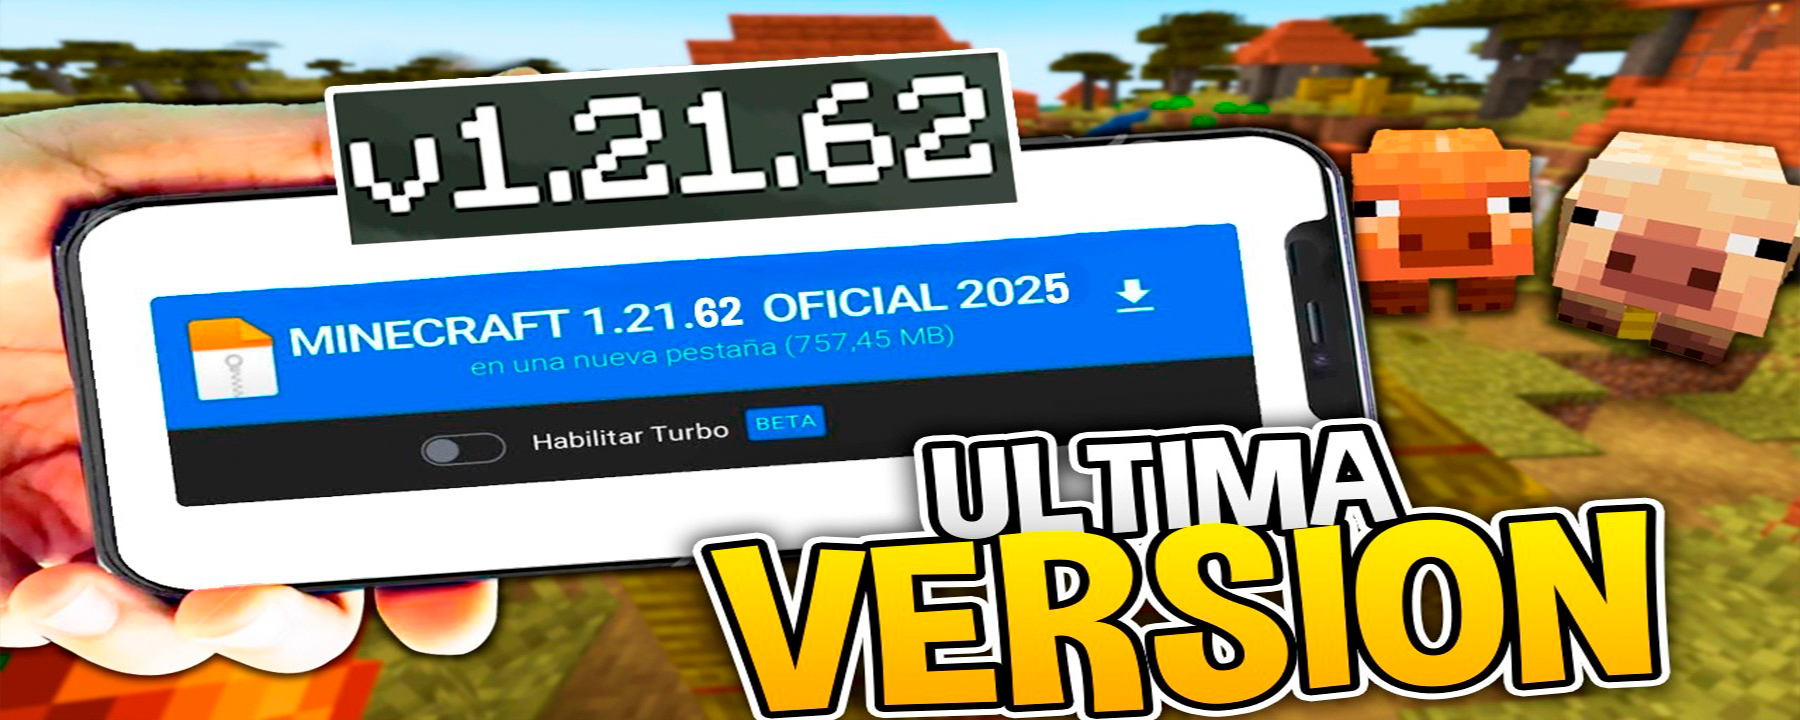 v1.21.62
MINECRAFT 1.21.62 OFICIAL 2025
en una nueva pestaña (757,45 MB)
Habilitar Turbo BETA
ULTIMA
VERSION